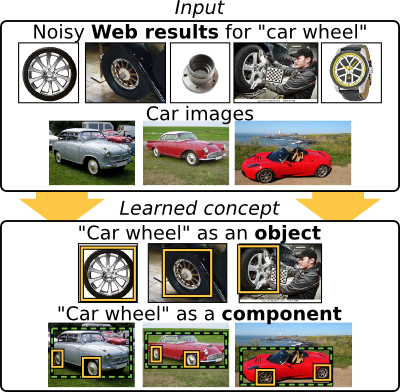 Input
Noisy Web results for "car wheel"
Car images
Learned concept
"Car wheel" as an object
"Car wheel" as a component